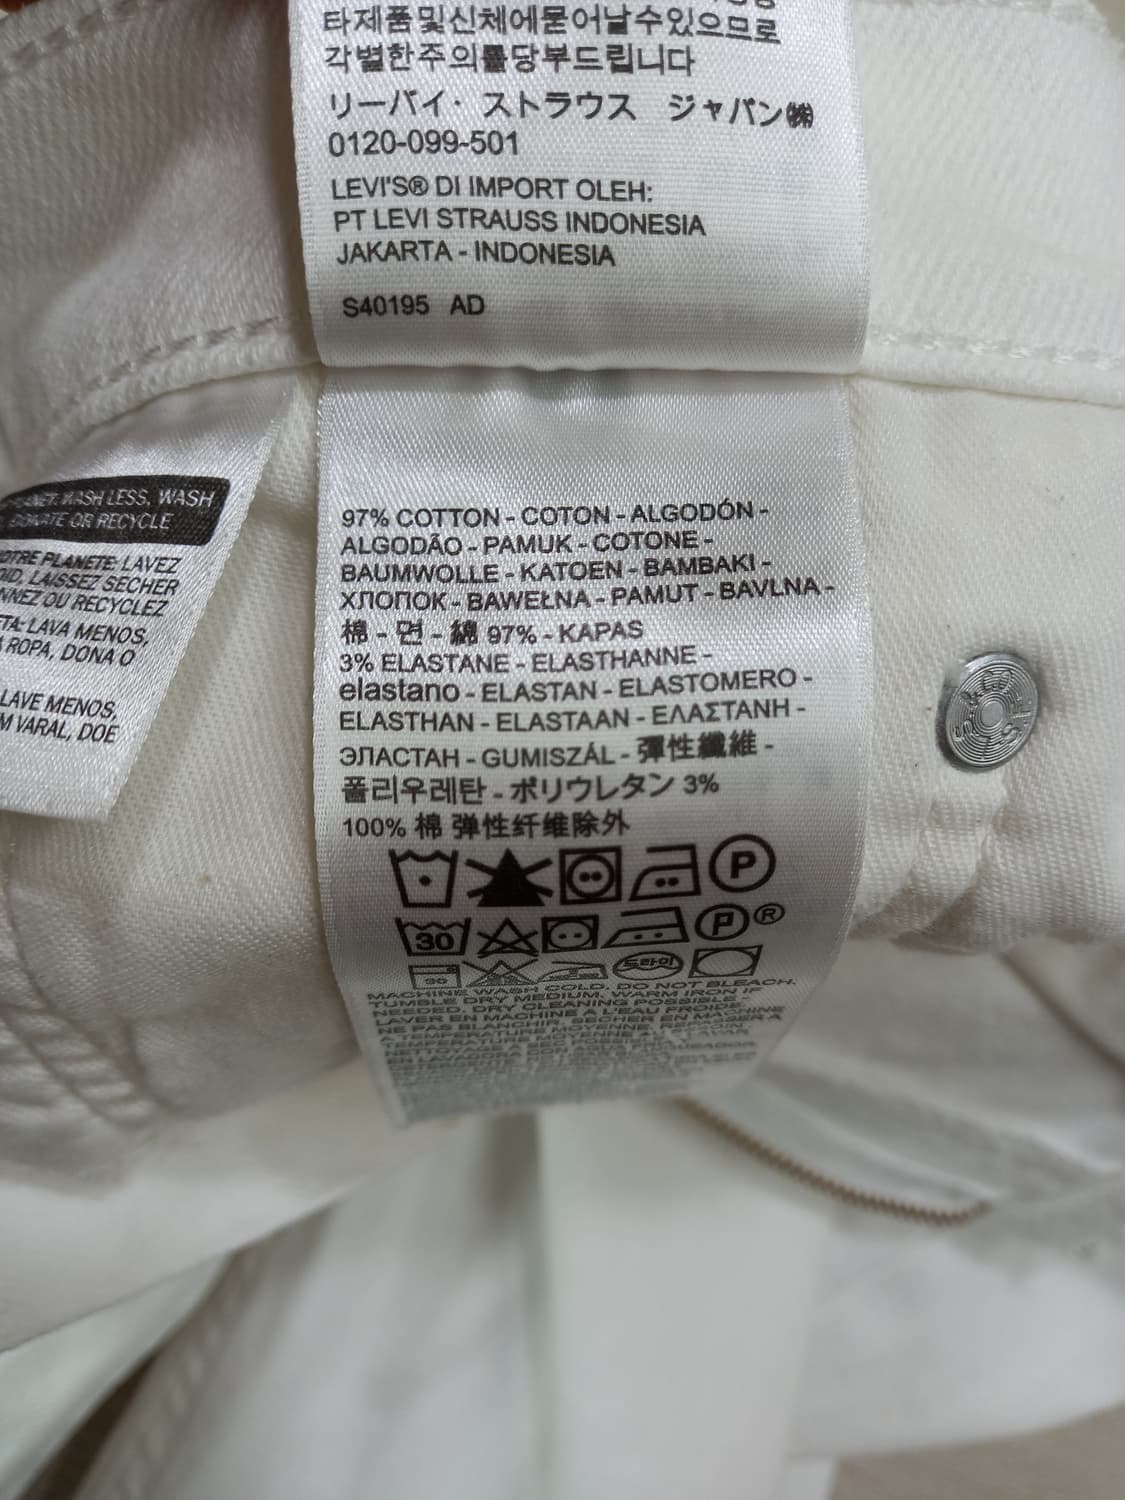 타제품및신체에묻어날수있으므로
각별한주의를당부드립니다
リーバイ・ ストラウス ジャパン㈱
0120-099-501
LEVI'S® DI IMPORT OLEH:
PT LEVI STRAUSS INDONESIA
JAKARTA - INDONESIA
S40195 AD
WASH LESS, WASH
DONATE OR RECYCLE
NOTRE PLANETE: LAVEZ
LAISSEZ SECHER
OU RECYCLEZ
LAVA MENOS,
ROPA, DONA O
LAVE MENOS,
VARAL, DOE
97% COTTON - COTON - ALGODÓN -
ALGODÃO - PAMUK - COTONE -
BAUMWOLLE - KATOEN - BAMBAKI -
ХЛОПОК - BAWEŁNA - PAMUT - BAVLNA -
棉 - 면 - 綿 97% - KAPAS
3% ELASTANE - ELASTHANNE -
elastano - ELASTAN - ELASTOMERO -
ELASTHAN - ELASTAAN - ΕΛΑΣΤΑΝΗ -
ЭЛАСТАН - GUMISZÁL - 彈性纖維 -
폴리우레탄 - ポリウレタン 3%
100% 棉 弹性纤维除外
P
30 P ®
30 드라이
MACHINE WASH COLD. DO NOT BLEACH.
TUMBLE DRY MEDIUM. WARM IRON IF
NEEDED. DRY CLEANING POSSIBLE -
LAVER EN MACHINE A L'EAU FROIDE.
NE PAS BLANCHIR. SECHER EN MACHINE A
TEMPERATURE MOYENNE.